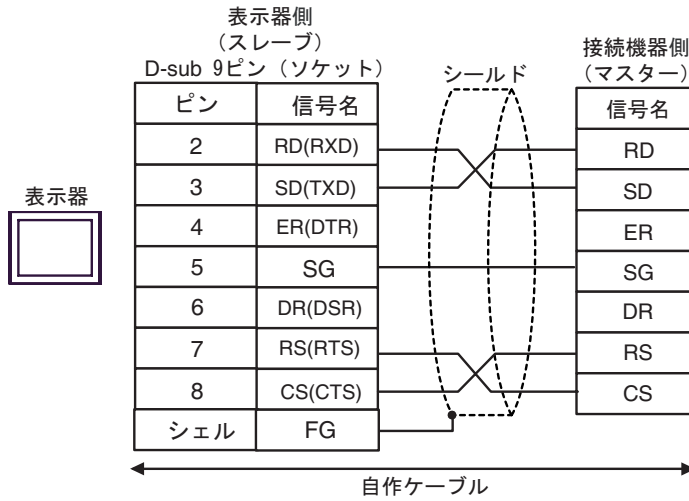 表示器側
(スレーブ)
D-sub 9ピン（ソケット）
シールド
接続機器側
(マスター)
ピン 信号名 信号名
2 RD(RXD) RD
3 SD(TXD) SD
表示器
4 ER(DTR) ER
5 SG SG
6 DR(DSR) DR
7 RS(RTS) RS
8 CS(CTS) CS
シェル FG
自作ケーブル